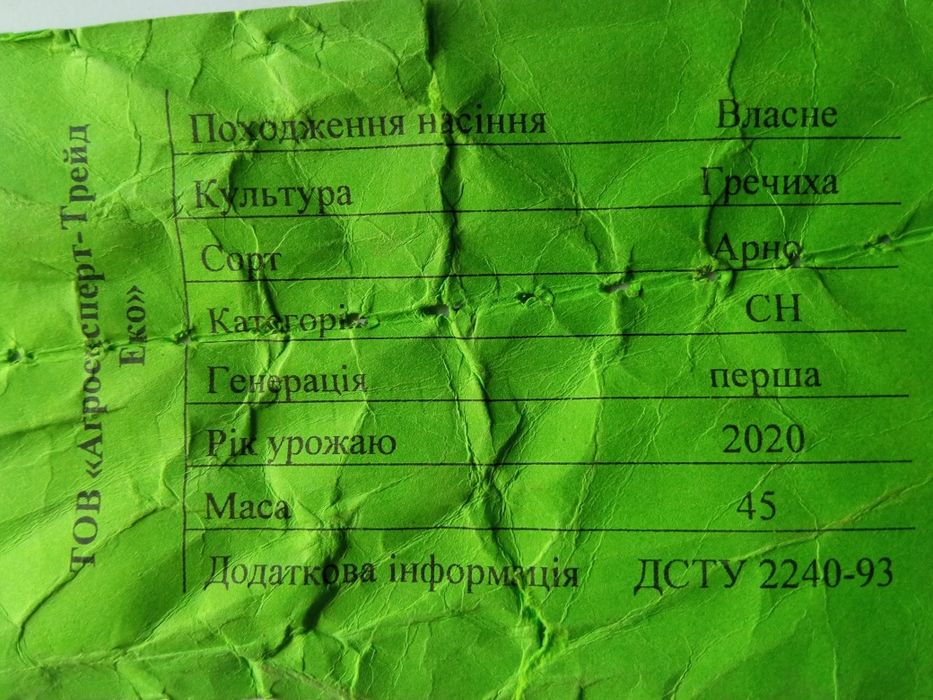 ТОВ «Агроексперт-Трейд
Еко»
Походження насіння Власне
Культура Гречиха
Сорт Арно
Категорія СН
Генерація перша
Рік урожаю 2020
Маса 45
Додаткова інформація ДСТУ 2240-93